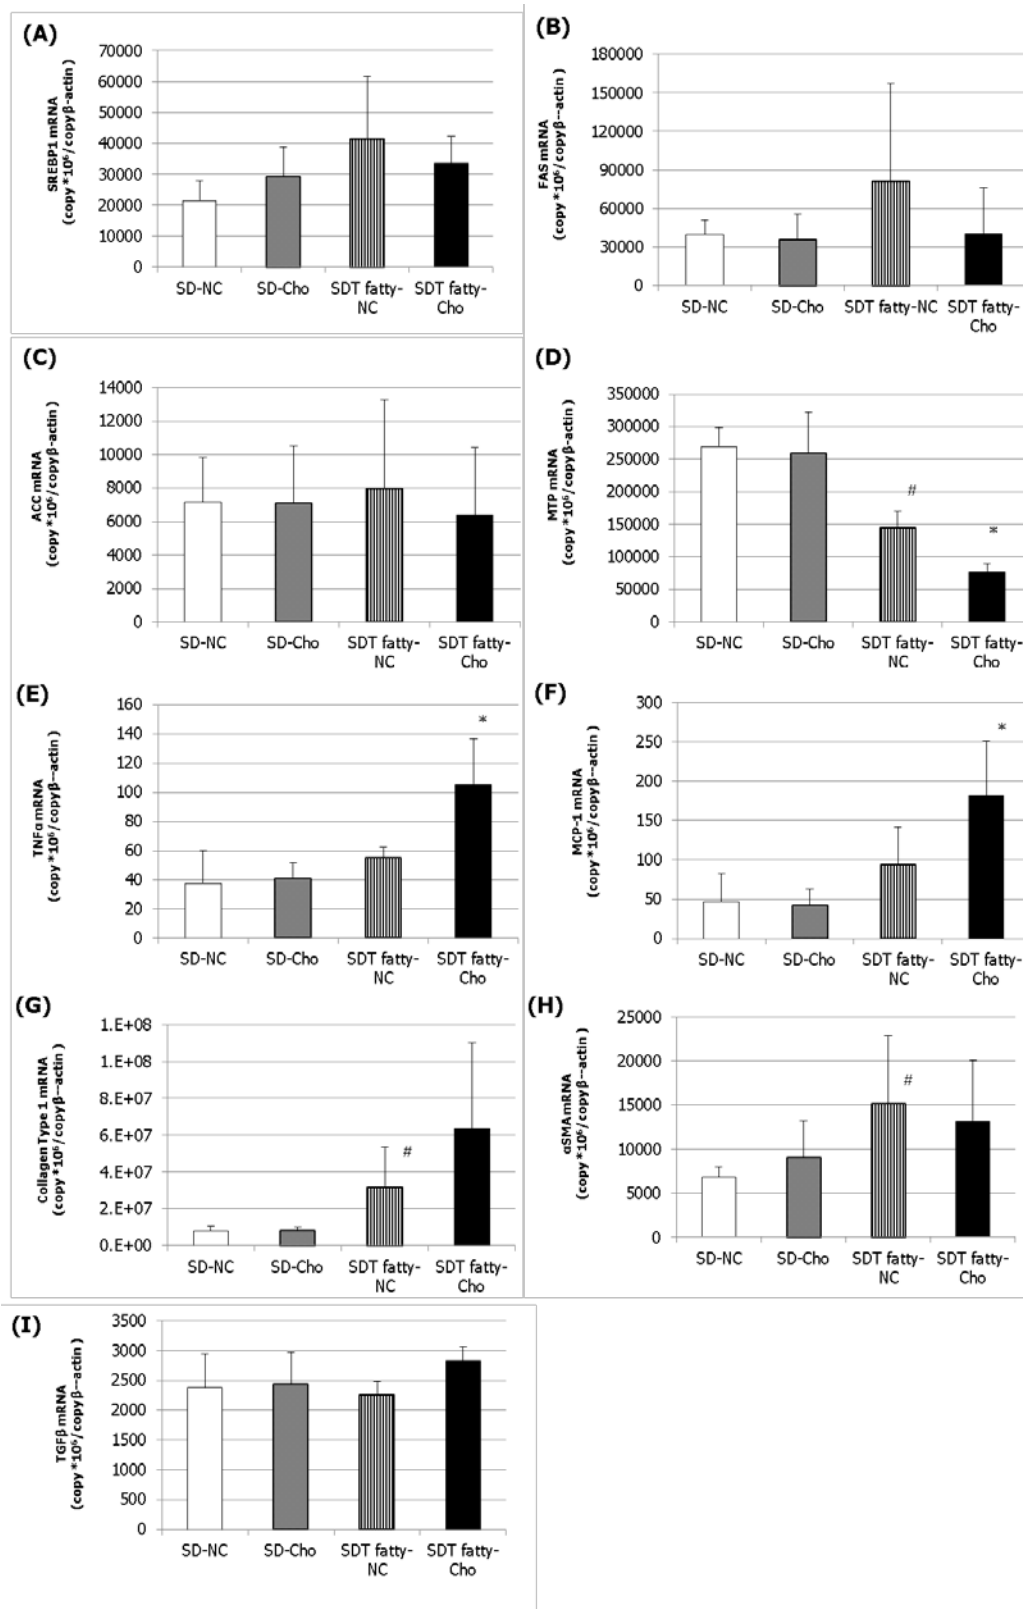 (A)
SREBP1 mRNA
(copy *10⁶/copyβ-actin )
70000
60000
50000
40000
30000
20000
10000
0
SD-NC SD-Cho SDT fatty-NC SDT fatty-Cho
(B)
FAS mRNA
(copy *10⁶/copyβ--actin )
180000
150000
120000
90000
60000
30000
0
SD-NC SD-Cho SDT fatty-NC SDT fatty-Cho
(C)
ACC mRNA
(copy *10⁶/copyβ-actin )
14000
12000
10000
8000
6000
4000
2000
0
SD-NC SD-Cho SDT fatty-NC SDT fatty-Cho
(D)
MTP mRNA
(copy *10⁶/copyβ-actin )
350000
300000
250000
200000
150000
100000
50000
0
#
*
SD-NC SD-Cho SDT fatty-NC SDT fatty-Cho
(E)
TNFα mRNA
(copy *10⁶/copyβ--actin )
160
140
120
100
80
60
40
20
0
*
SD-NC SD-Cho SDT fatty-NC SDT fatty-Cho
(F)
MCP-1 mRNA
(copy *10⁶/copyβ--actin )
300
250
200
150
100
50
0
*
SD-NC SD-Cho SDT fatty-NC SDT fatty-Cho
(G)
Collagen Type 1 mRNA
(copy *10⁶/copyβ--actin )
1.E+08
1.E+08
8.E+07
6.E+07
4.E+07
2.E+07
0.E+00
#
SD-NC SD-Cho SDT fatty-NC SDT fatty-Cho
(H)
αSMA mRNA
(copy *10⁶/copyβ--actin )
25000
20000
15000
10000
5000
0
#
SD-NC SD-Cho SDT fatty-NC SDT fatty-Cho
(I)
TGFβ mRNA
(copy *10⁶/copyβ--actin )
3500
3000
2500
2000
1500
1000
500
0
SD-NC SD-Cho SDT fatty-NC SDT fatty-Cho